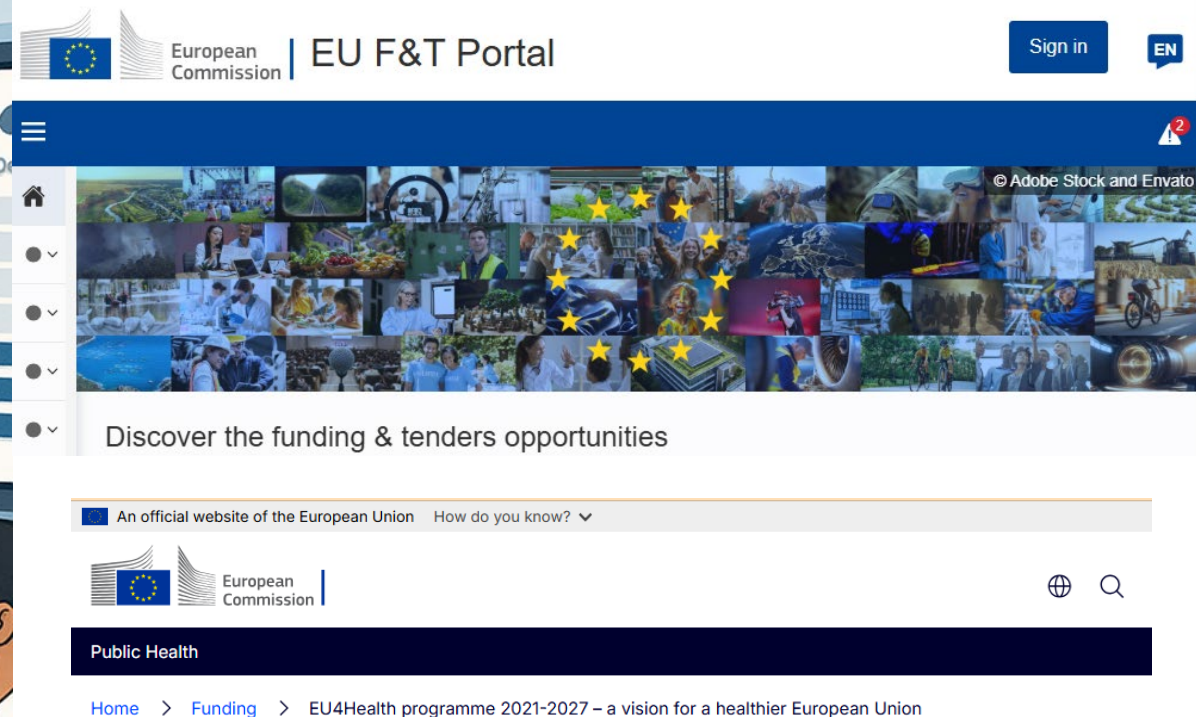 European
Commission
EU F&T Portal
Sign in
EN
2
© Adobe Stock and Envato
Discover the funding & tenders opportunities
An official website of the European Union How do you know?
European
Commission
Public Health
Home > Funding > EU4Health programme 2021-2027 – a vision for a healthier European Union